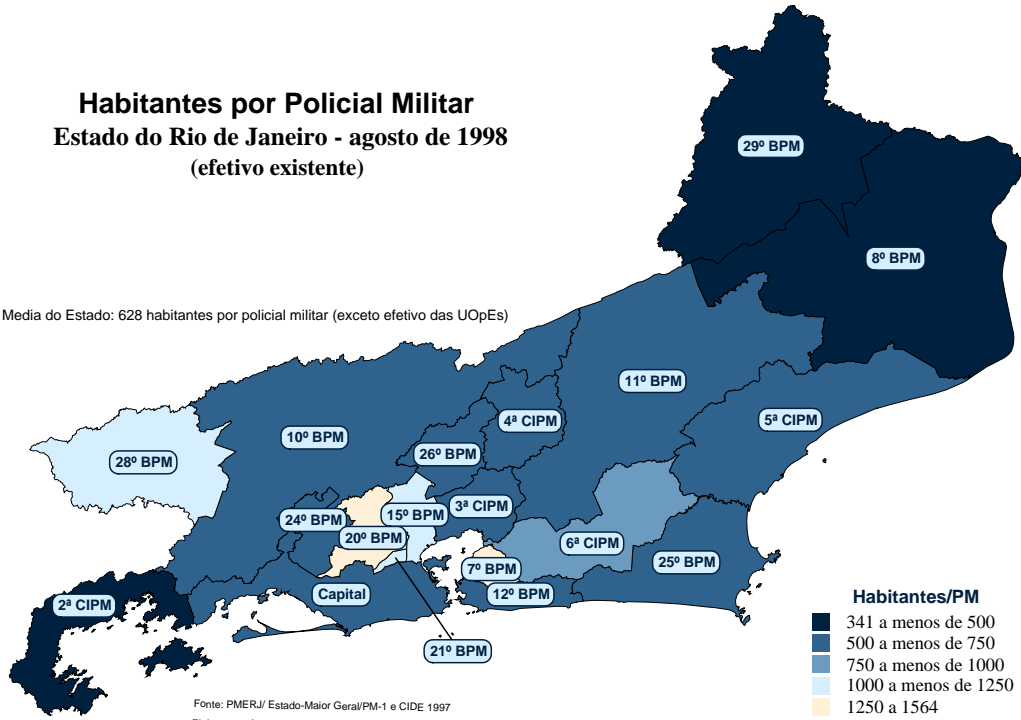 Habitantes por Policial Militar
Estado do Rio de Janeiro - agosto de 1998
(efetivo existente)
29º BPM
8º BPM
Media do Estado: 628 habitantes por policial militar (exceto efetivo das UOpEs)
11º BPM
4ª CIPM
5ª CIPM
10º BPM
26º BPM
28º BPM
3ª CIPM
15º BPM
24º BPM
20º BPM
6ª CIPM
25º BPM
7º BPM
Capital
12º BPM
2ª CIPM
21º BPM
Habitantes/PM
341 a menos de 500
500 a menos de 750
750 a menos de 1000
1000 a menos de 1250
1250 a 1564
Fonte: PMERJ/ Estado-Maior Geral/PM-1 e CIDE 1997